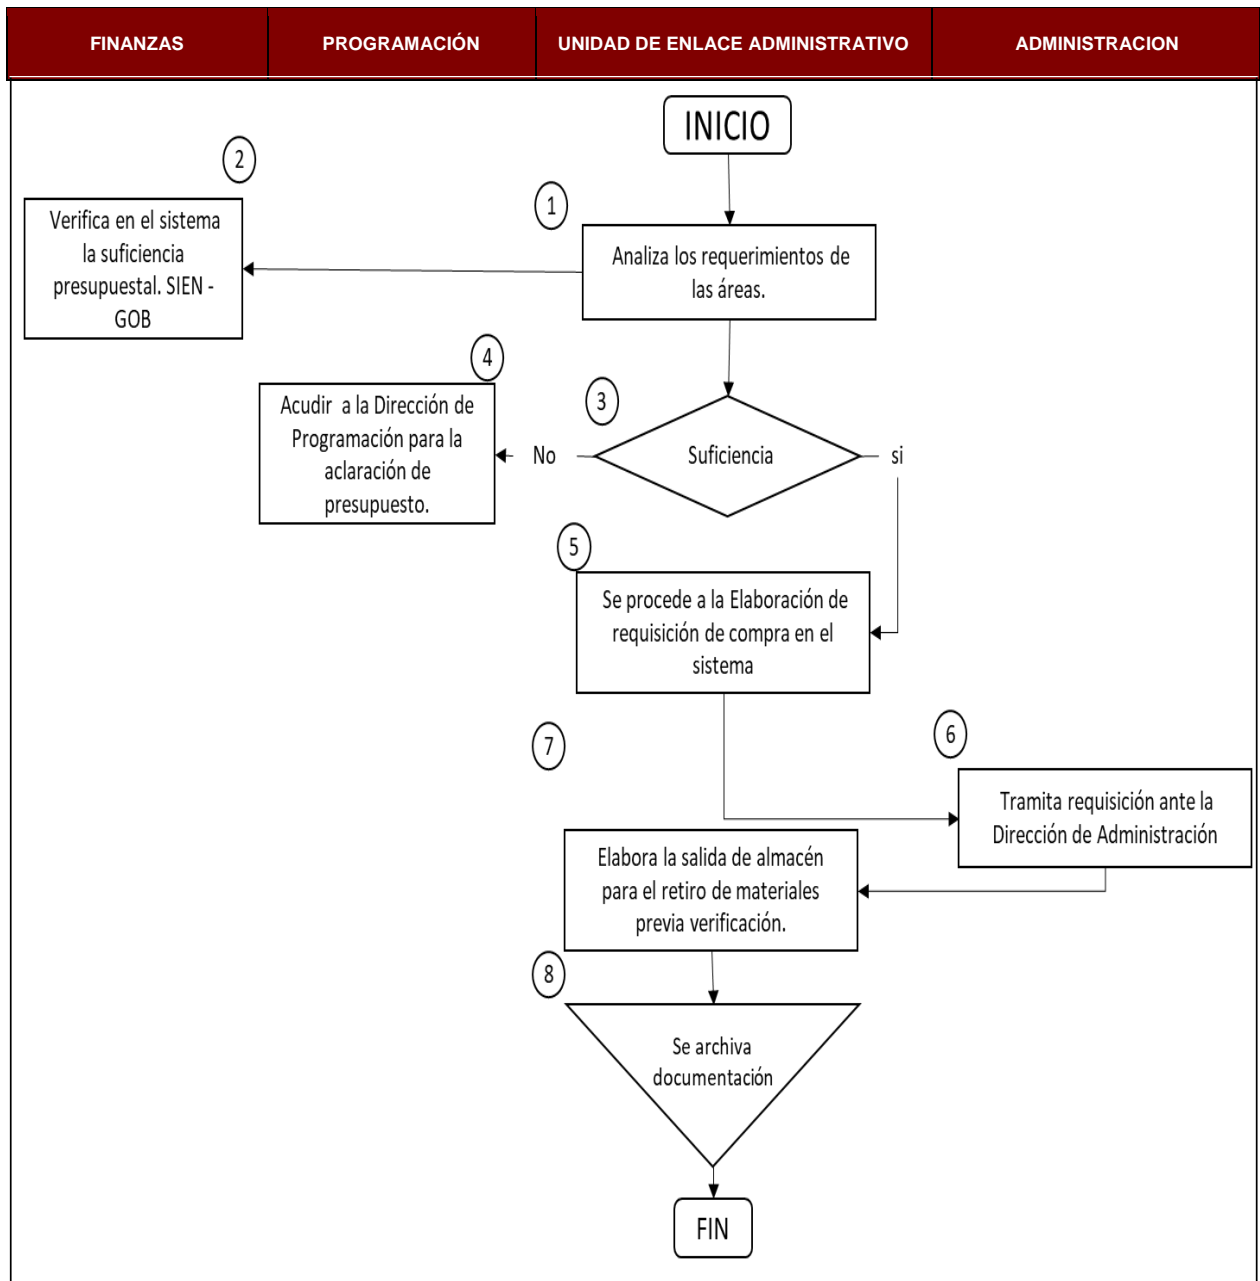 FINANZAS
PROGRAMACIÓN
UNIDAD DE ENLACE ADMINISTRATIVO
ADMINISTRACION
INICIO
1
Analiza los requerimientos de
las áreas.
2
Verifica en el sistema
la suficiencia
presupuestal. SIEN -
GOB
3
Suficiencia
No
si
4
Acudir a la Dirección de
Programación para la
aclaración de
presupuesto.
5
Se procede a la Elaboración de
requisición de compra en el
sistema
6
Tramita requisición ante la
Dirección de Administración
7
Elabora la salida de almacén
para el retiro de materiales
previa verificación.
8
Se archiva
documentación
FIN